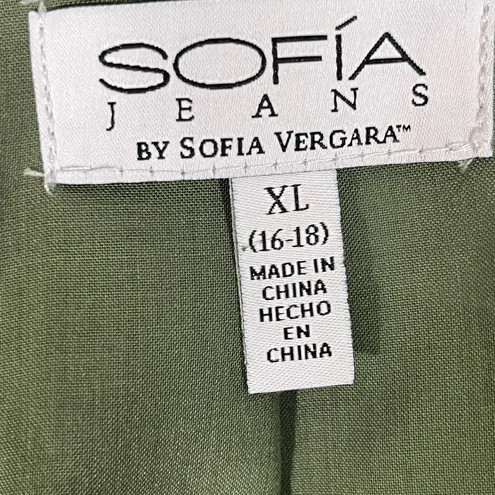 SOFÍA
JEANS
BY SOFIA VERGARA™
XL
(16-18)
MADE IN
CHINA
HECHO
EN
CHINA